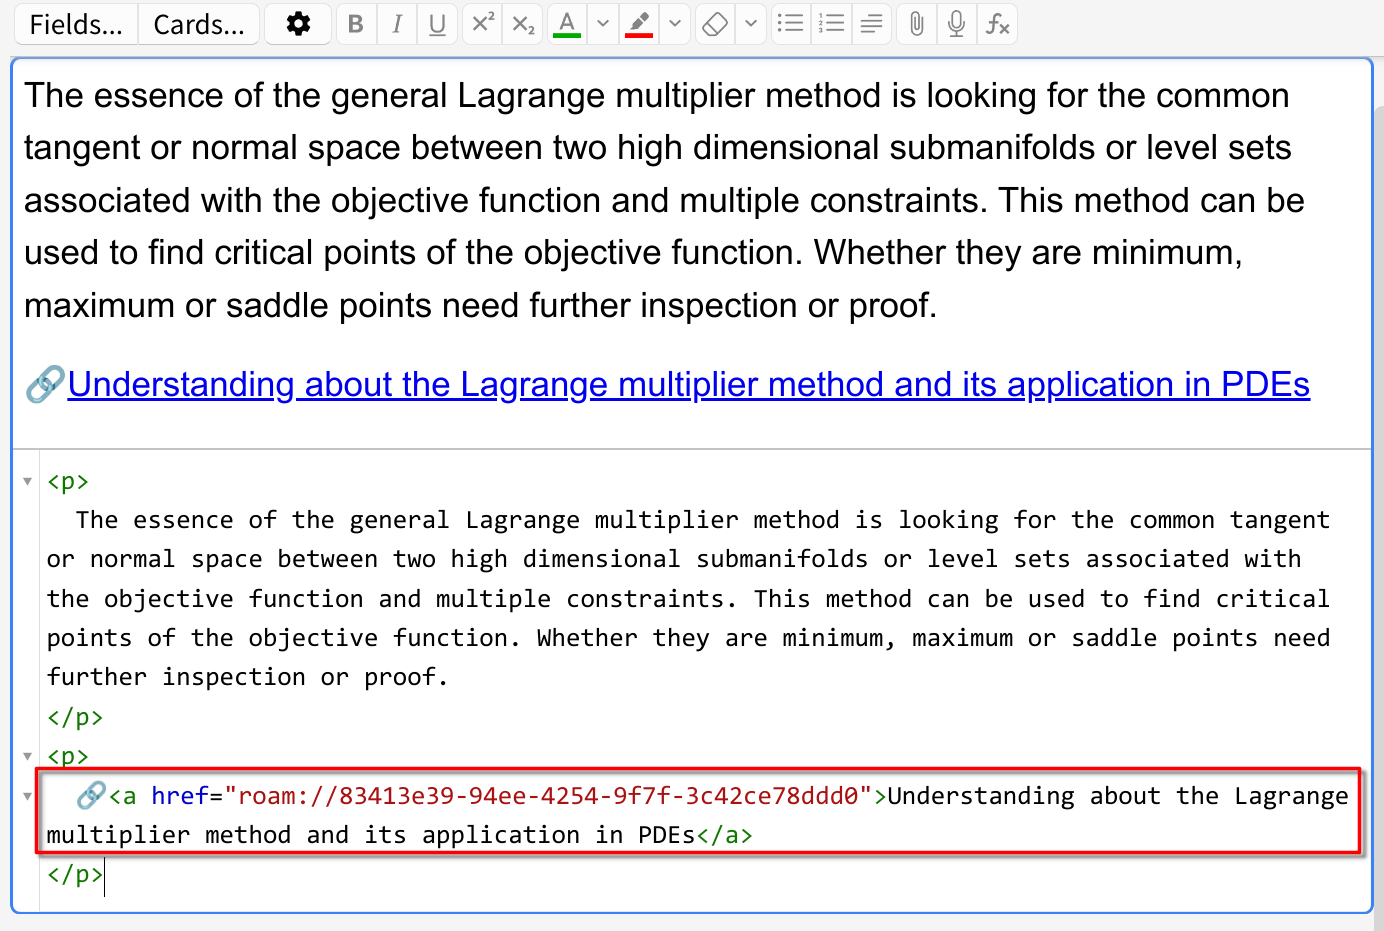 Fields... Cards... B I U X² X₂ A fx
The essence of the general Lagrange multiplier method is looking for the common
tangent or normal space between two high dimensional submanifolds or level sets
associated with the objective function and multiple constraints. This method can be
used to find critical points of the objective function. Whether they are minimum,
maximum or saddle points need further inspection or proof.
🔗Understanding about the Lagrange multiplier method and its application in PDEs
<p>
The essence of the general Lagrange multiplier method is looking for the common tangent
or normal space between two high dimensional submanifolds or level sets associated with
the objective function and multiple constraints. This method can be used to find critical
points of the objective function. Whether they are minimum, maximum or saddle points need
further inspection or proof.
</p>
<p>
🔗<a href="roam://83413e39-94ee-4254-9f7f-3c42ce78ddd0">Understanding about the Lagrange
multiplier method and its application in PDEs</a>
</p>